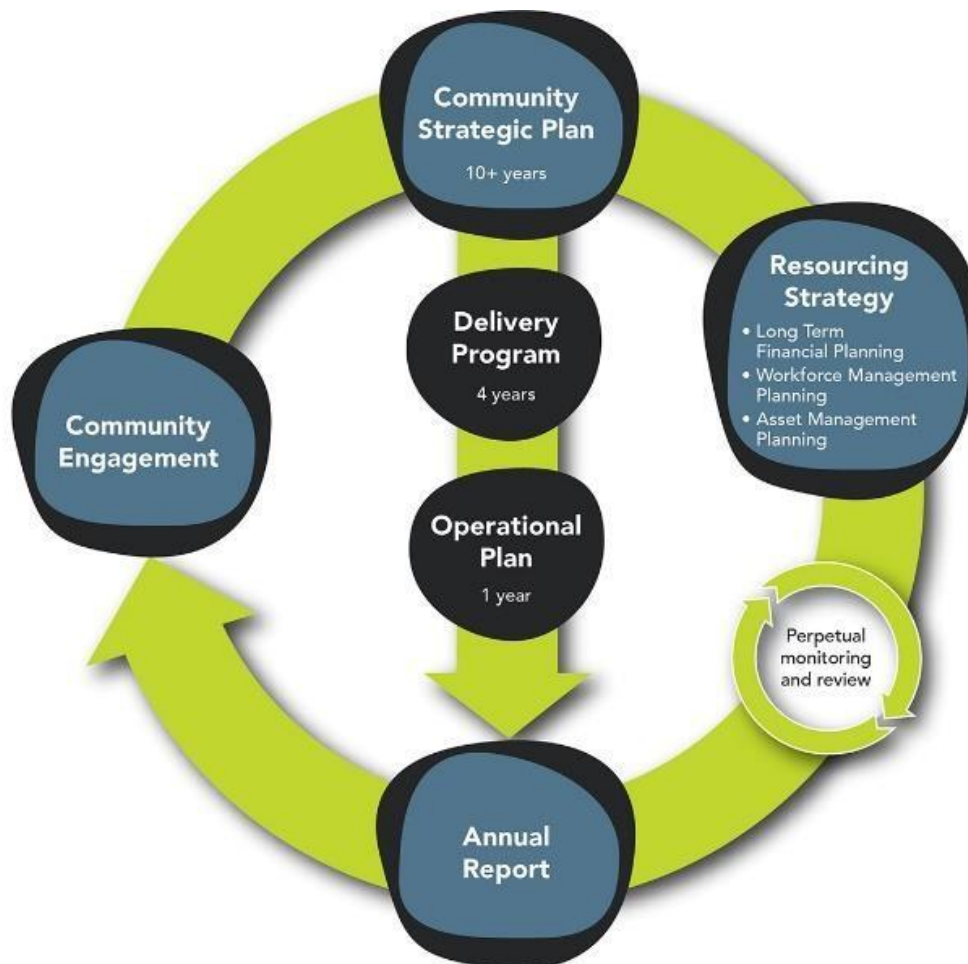 Community
Strategic Plan
10+ years
Resourcing
Strategy
• Long Term
Financial Planning
• Workforce Management
Planning
• Asset Management
Planning
Delivery
Program
4 years
Community
Engagement
Operational
Plan
1 year
Perpetual
monitoring
and review
Annual
Report